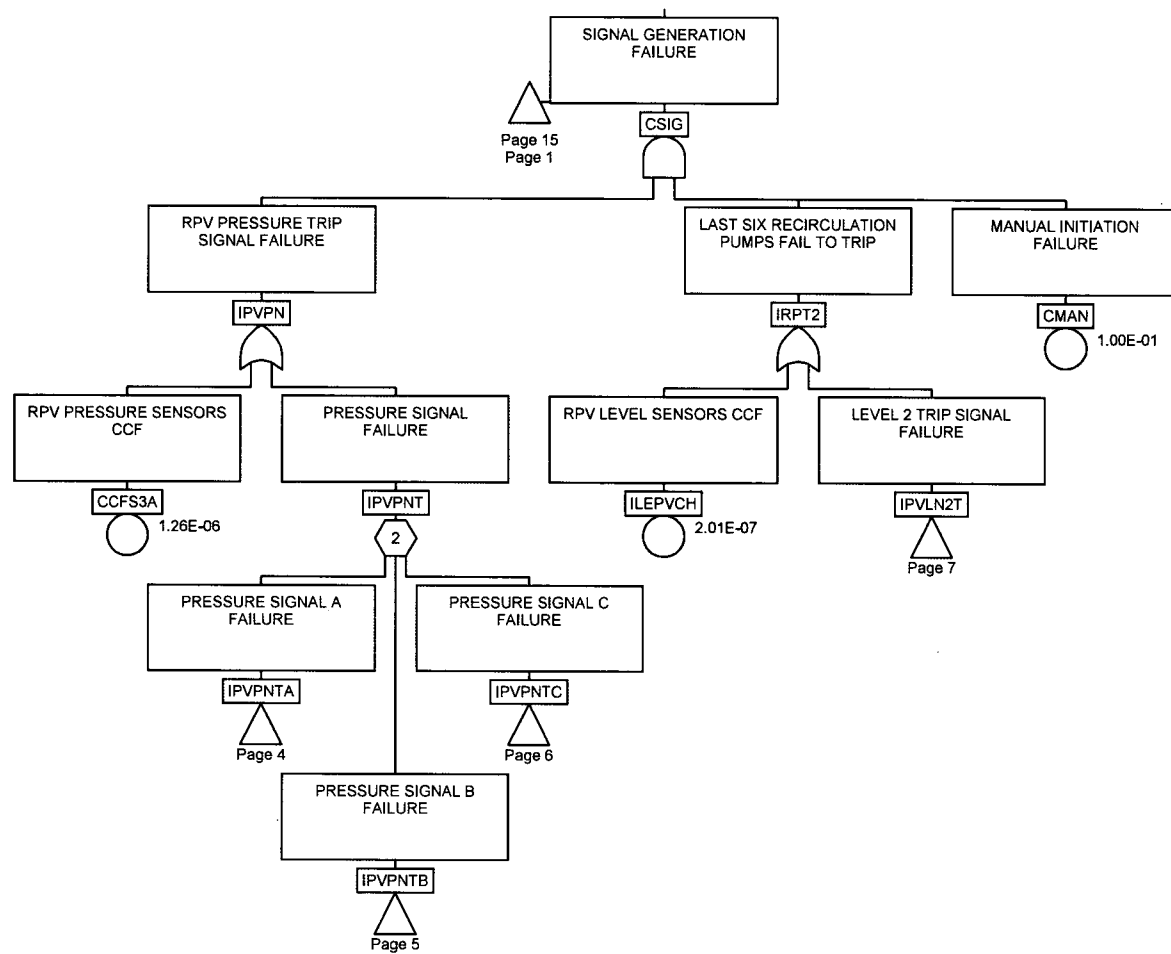 SIGNAL GENERATION
FAILURE
Page 15
Page 1
CSIG
RPV PRESSURE TRIP
SIGNAL FAILURE
IPVPN
LAST SIX RECIRCULATION
PUMPS FAIL TO TRIP
IRPT2
MANUAL INITIATION
FAILURE
CMAN
1.00E-01
RPV PRESSURE SENSORS
CCF
CCFS3A
1.26E-06
PRESSURE SIGNAL
FAILURE
IPVPNT
2
RPV LEVEL SENSORS CCF
ILEPVCH
2.01E-07
LEVEL 2 TRIP SIGNAL
FAILURE
IPVLN2T
Page 7
PRESSURE SIGNAL A
FAILURE
IPVPNTA
Page 4
PRESSURE SIGNAL C
FAILURE
IPVPNTC
Page 6
PRESSURE SIGNAL B
FAILURE
IPVPNTB
Page 5